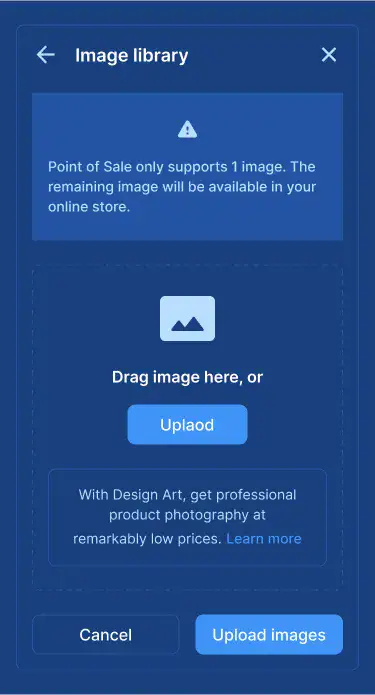 Image library
Point of Sale only supports 1 image. The
remaining image will be available in your
online store.
Drag image here, or
Uplaod
With Design Art, get professional
product photography at
remarkably low prices. Learn more
Cancel
Upload images